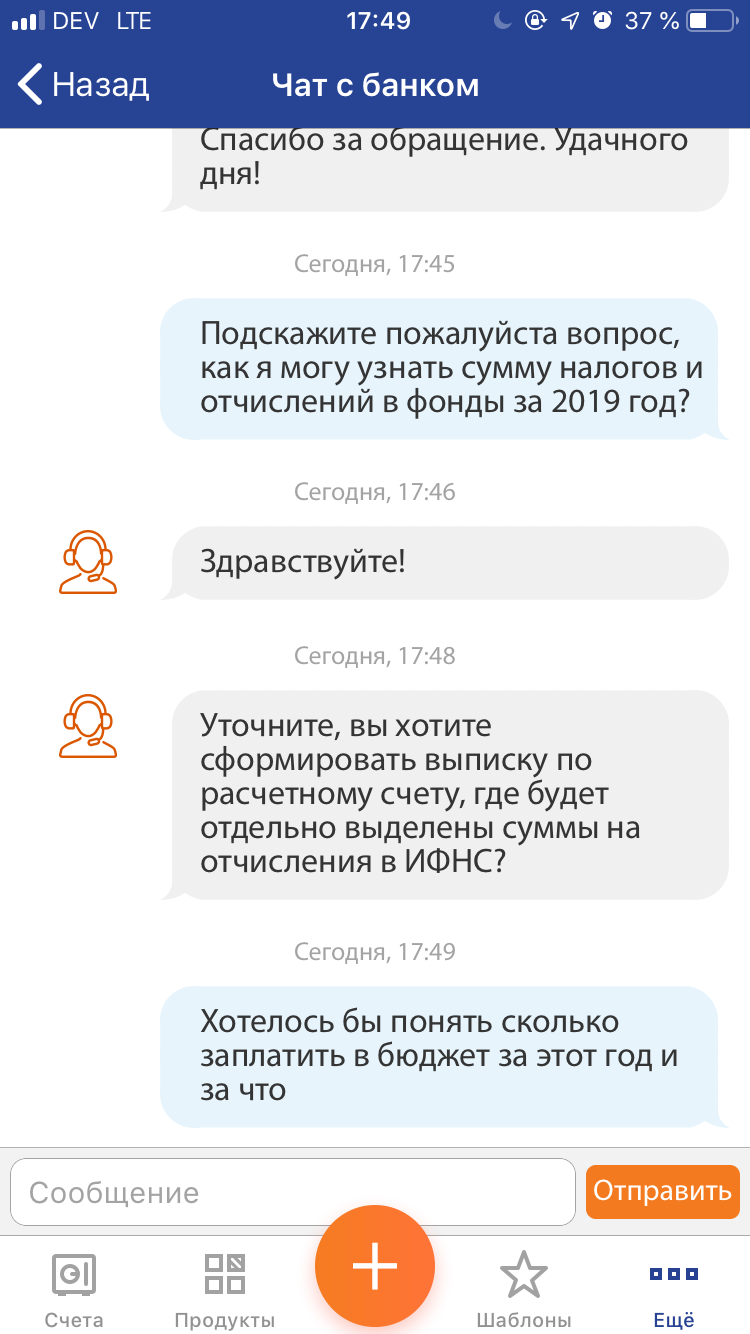 DEV LTE 17:49 37 %
Назад Чат с банком
Спасибо за обращение. Удачного
дня!
Сегодня, 17:45
Подскажите пожалуйста вопрос,
как я могу узнать сумму налогов и
отчислений в фонды за 2019 год?
Сегодня, 17:46
Здравствуйте!
Сегодня, 17:48
Уточните, вы хотите
сформировать выписку по
расчетному счету, где будет
отдельно выделены суммы на
отчисления в ИФНС?
Сегодня, 17:49
Хотелось бы понять сколько
заплатить в бюджет за этот год и
за что
Сообщение Отправить
Счета Продукты Шаблоны Ещё